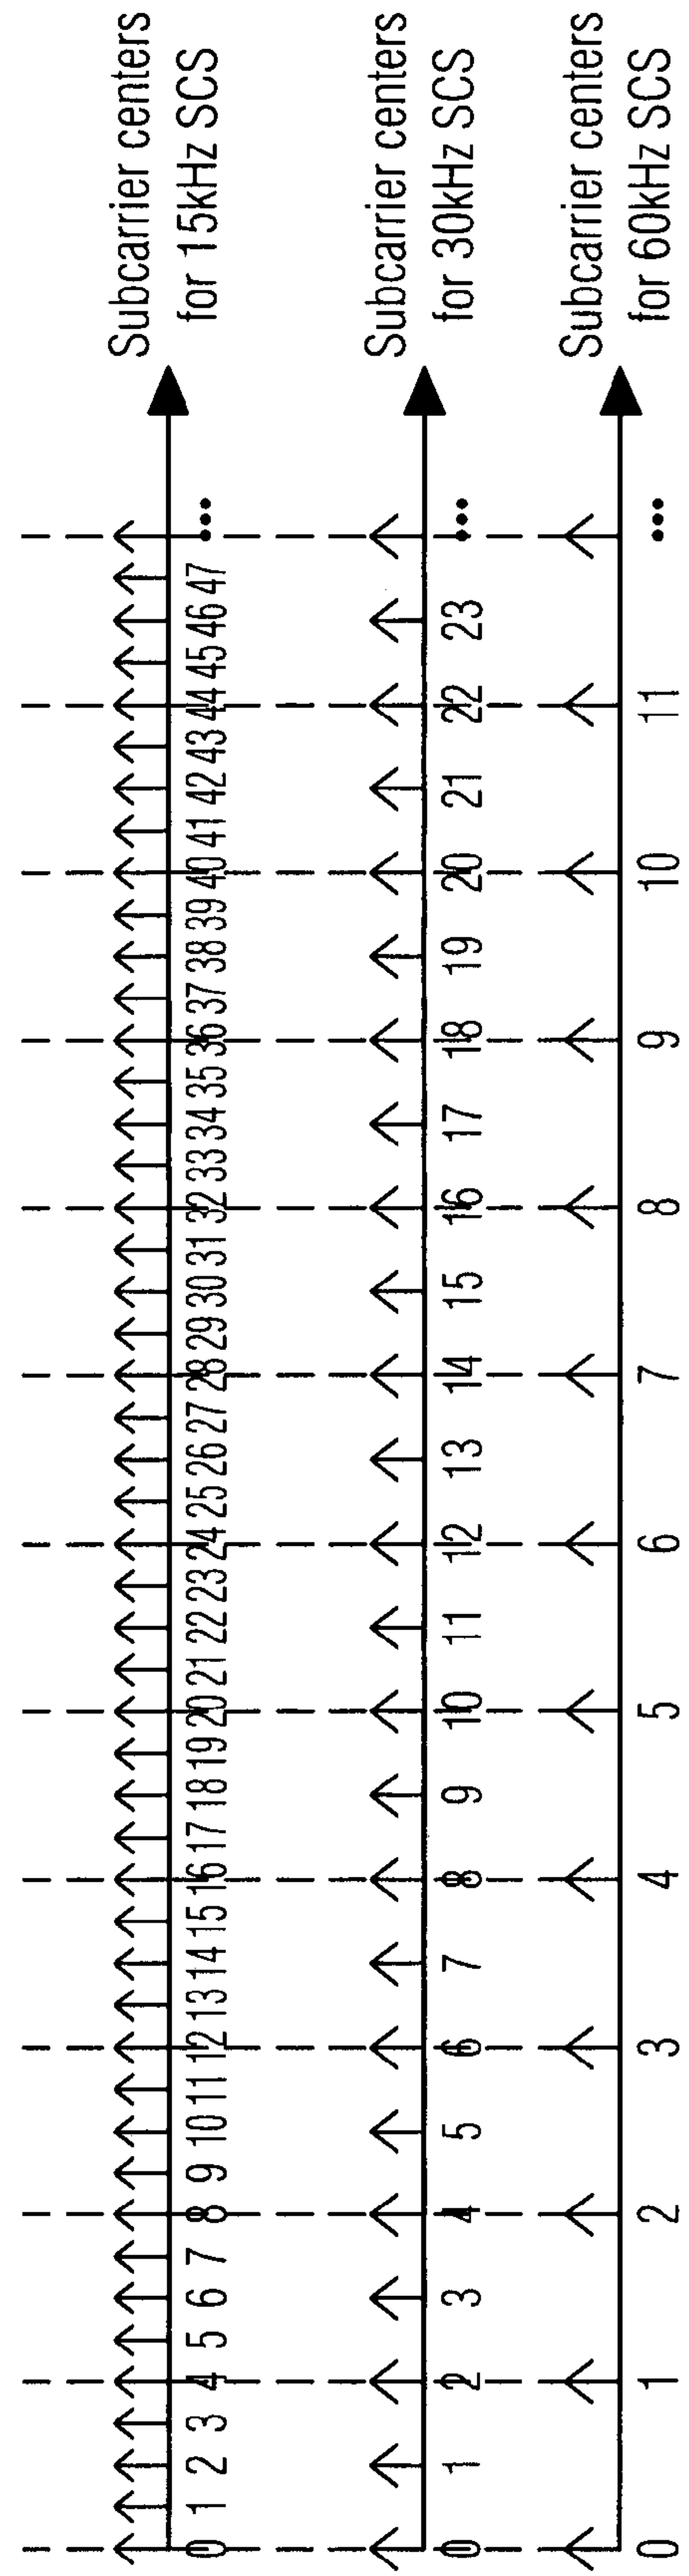 0 1 2 3 4 5 6 7 8 9 10 11 12 13 14 15 16 17 18 19 20 21 22 23 24 25 26 27 28 29 30 31 32 33 34 35 36 37 38 39 40 41 42 43 44 45 46 47 •••
Subcarrier centers
for 15kHz SCS
0 1 2 3 4 5 6 7 8 9 10 11 12 13 14 15 16 17 18 19 20 21 22 23 •••
Subcarrier centers
for 30kHz SCS
0 1 2 3 4 5 6 7 8 9 10 11 •••
Subcarrier centers
for 60kHz SCS